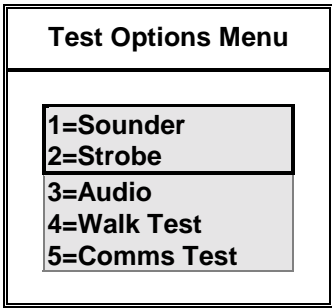 Test Options Menu
1=Sounder
2=Strobe
3=Audio
4=Walk Test
5=Comms Test